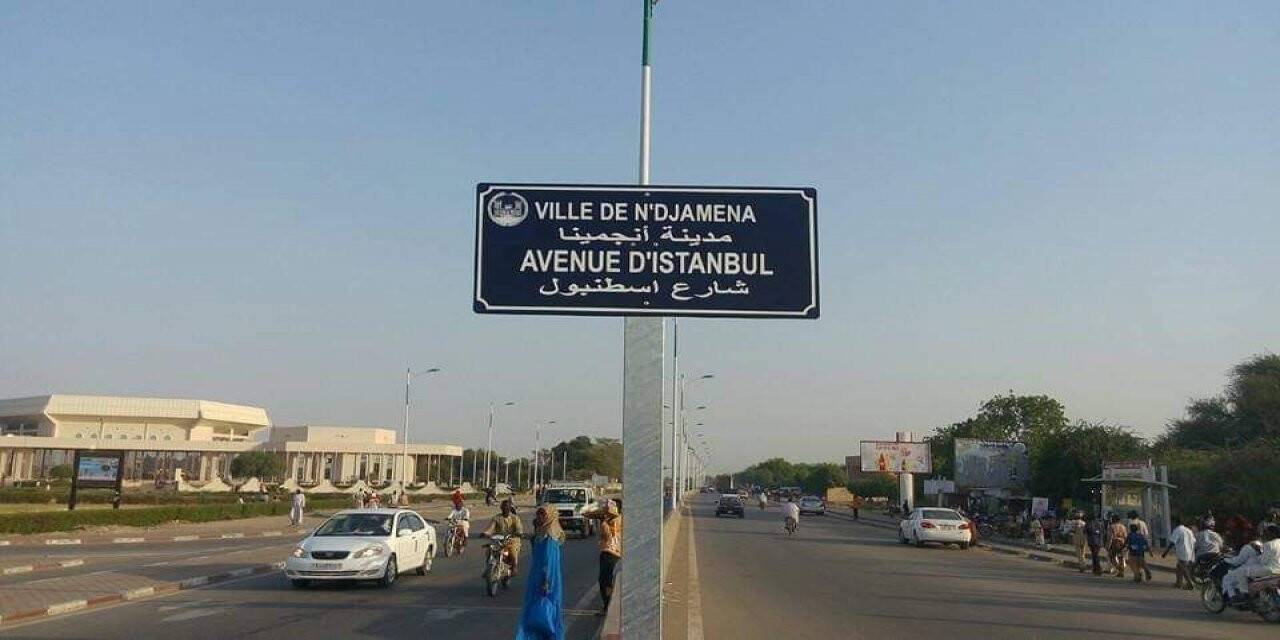 VILLE DE N'DJAMENA
مدينة أنجمينا
AVENUE D'ISTANBUL
شارع اسطنبول